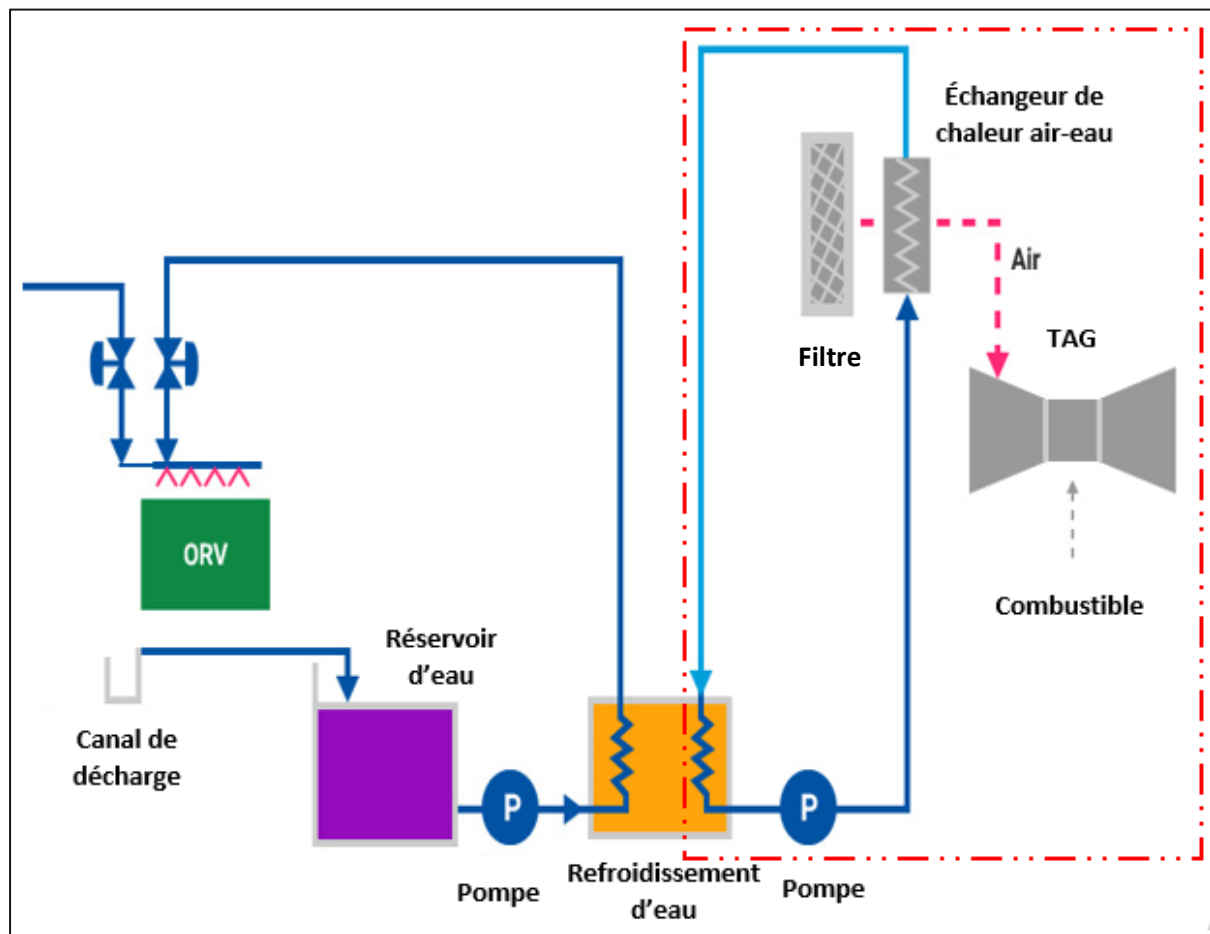 Échangeur de
chaleur air-eau
Air
TAG
Filtre
Combustible
ORV
Réservoir
d’eau
Canal de
décharge
P
P
Pompe
Refroidissement
d’eau
Pompe